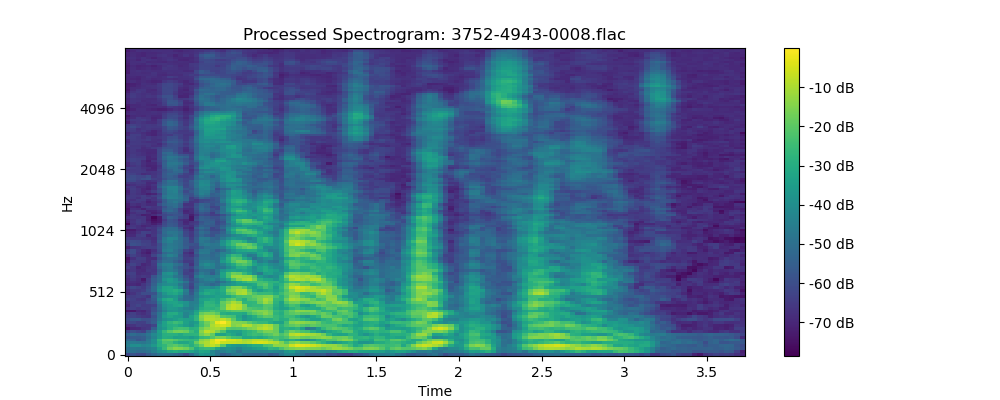 Processed Spectrogram: 3752-4943-0008.flac
Hz
4096
2048
1024
512
0
0 0.5 1 1.5 2 2.5 3 3.5
Time
-10 dB
-20 dB
-30 dB
-40 dB
-50 dB
-60 dB
-70 dB